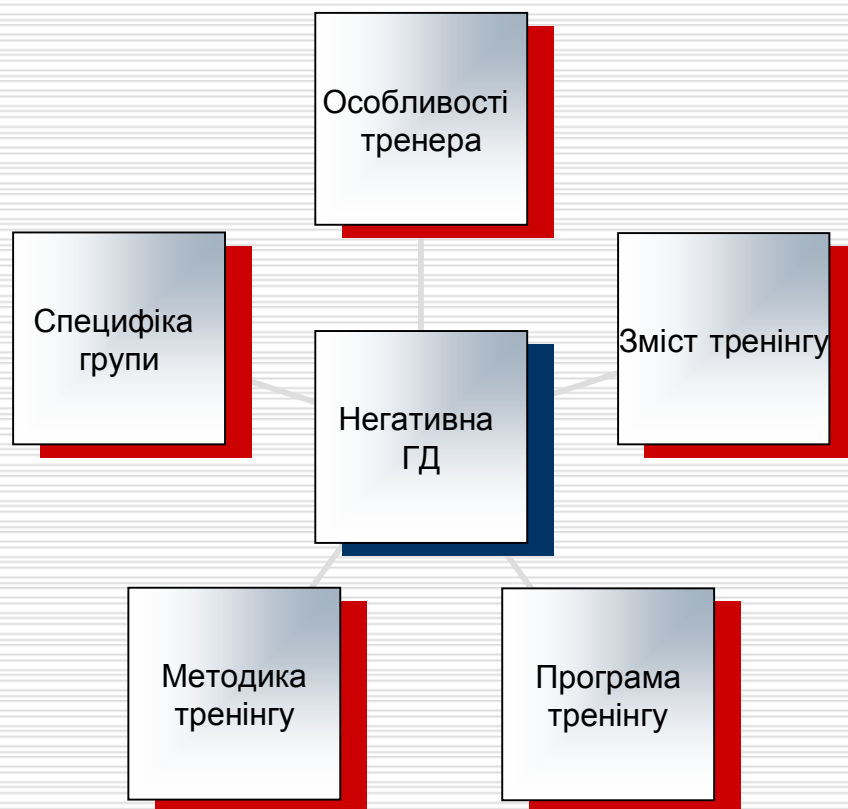 Особливості
тренера
Специфіка
групи
Зміст тренінгу
Негативна
ГД
Методика
тренінгу
Програма
тренінгу